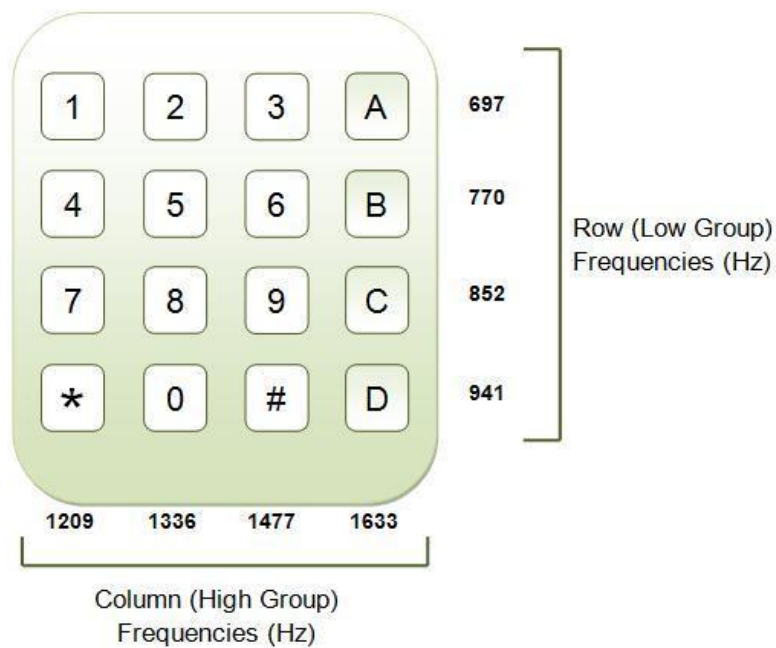 1 2 3 A 697
4 5 6 B 770
Row (Low Group)
Frequencies (Hz)
7 8 9 C 852
* 0 # D 941
1209 1336 1477 1633
Column (High Group)
Frequencies (Hz)